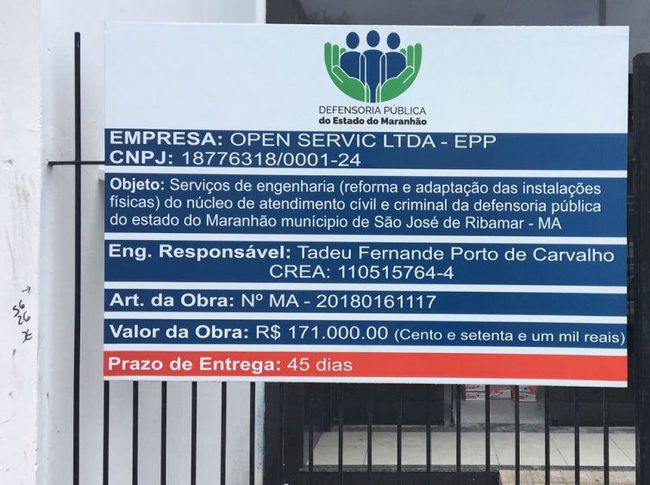 DEFENSORIA PÚBLICA
do Estado do Maranhão
EMPRESA: OPEN SERVIC LTDA - EPP
CNPJ: 18776318/0001-24
Objeto: Serviços de engenharia (reforma e adaptação das instalações
físicas) do núcleo de atendimento cívil e criminal da defensoria pública
do estado do Maranhão munícipio de São José de Ribamar - MA
Eng. Responsável: Tadeu Fernande Porto de Carvalho
CREA: 110515764-4
Art. da Obra: Nº MA - 20180161117
Valor da Obra: R$ 171.000.00 (Cento e setenta e um mil reais)
Prazo de Entrega: 45 dias